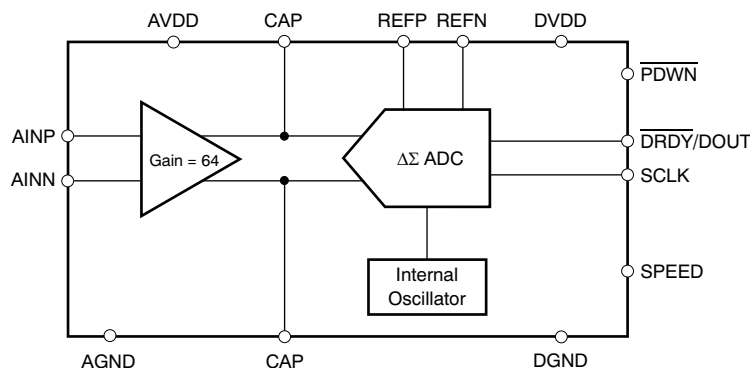 AVDD CAP REFP REFN DVDD
PDWN
AINP
Gain = 64
ΔΣ ADC
DRDY/DOUT
AINN
SCLK
Internal
Oscillator
SPEED
AGND CAP DGND